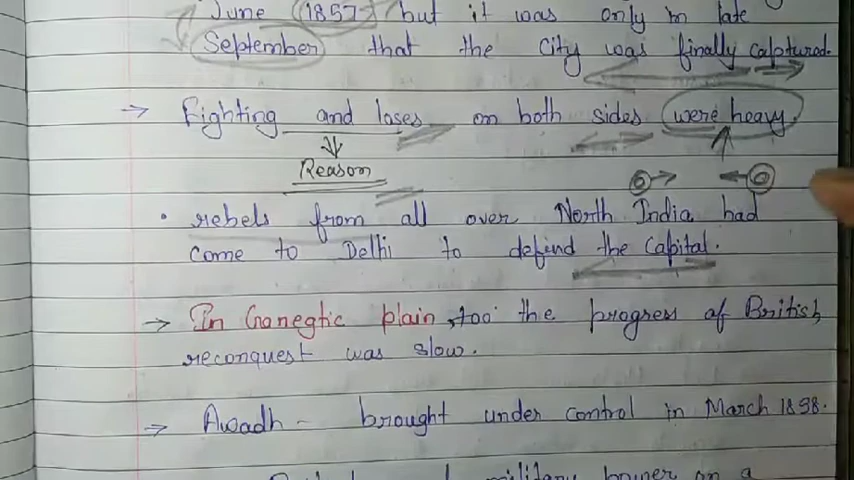 June (1857) but it was only in late
September that the city was finally captured.
→ Fighting and loses on both sides were heavy.
Reason
• rebels from all over North India had
come to Delhi to defend the capital.
→ In Ganegtic plain, too the progress of British
reconquest was slow.
→ Awadh - brought under control in March 1858.
military on a